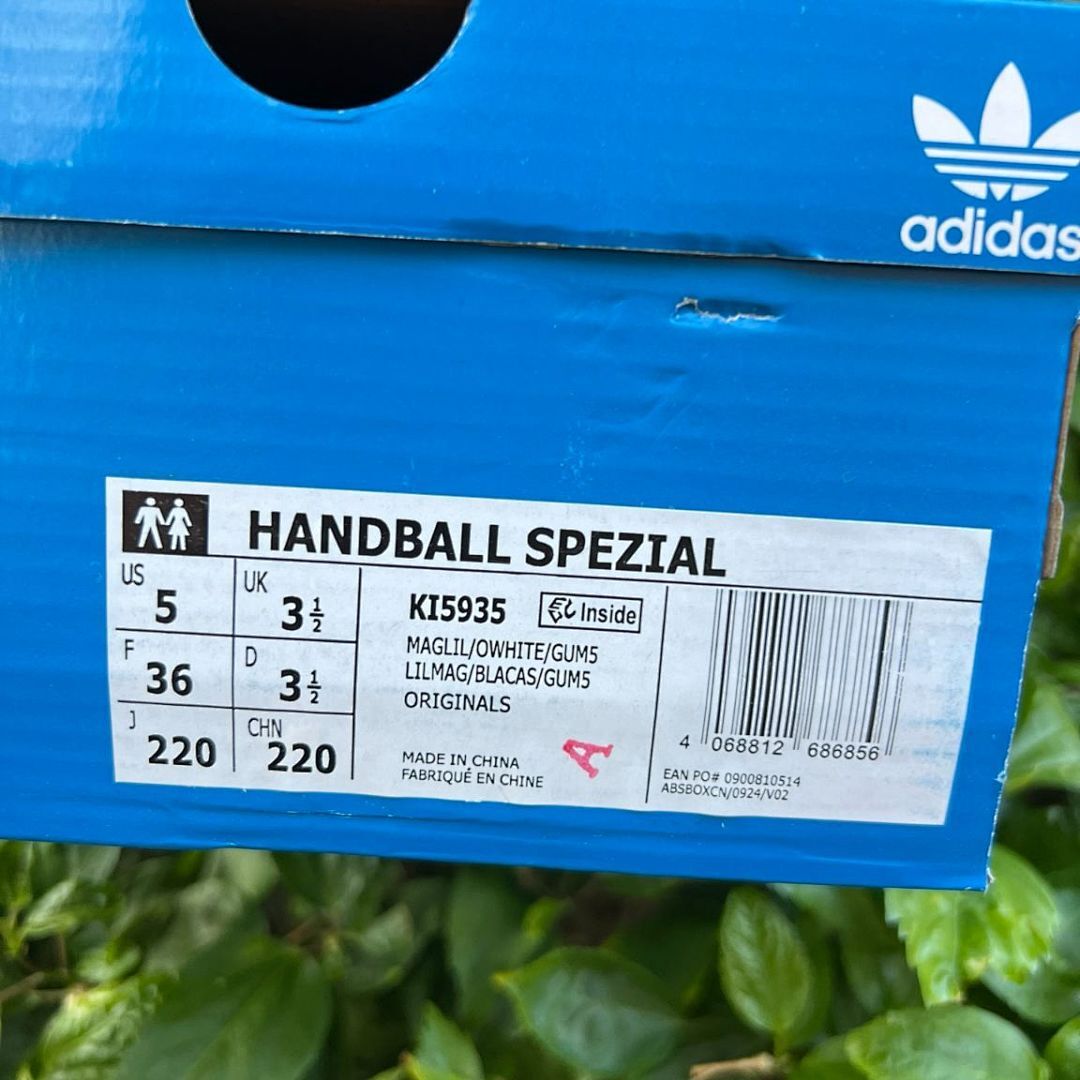 adidas
HANDBALL SPEZIAL
US 5
UK 3 1/2
F 36
D 3 1/2
J 220
CHN 220
KI5935
Inside
MAGLIL/OWHITE/GUM5
LILMAG/BLACAS/GUM5
ORIGINALS
MADE IN CHINA
FABRIQUÉ EN CHINE
A
4 068812 686856
EAN PO# 0900810514
ABSBOXCN/0924/V02